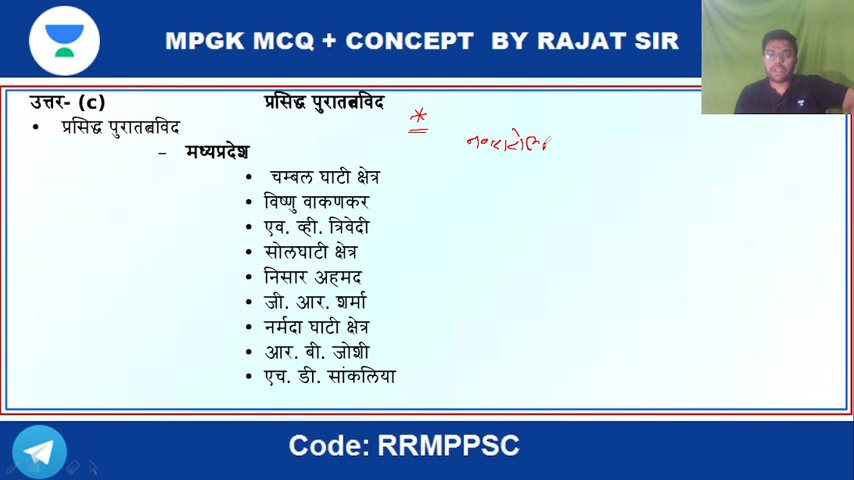 MPGK MCQ + CONCEPT BY RAJAT SIR
उत्तर- (c) प्रसिद्ध पुरातत्वविद
• प्रसिद्ध पुरातत्वविद
– मध्यप्रदेश
• चम्बल घाटी क्षेत्र
• विष्णु वाकणकर
• एव. व्ही. त्रिवेदी
• सोलघाटी क्षेत्र
• निसार अहमद
• जी. आर. शर्मा
• नर्मदा घाटी क्षेत्र
• आर. बी. जोशी
• एच. डी. सांकलिया
Code: RRMPPSC